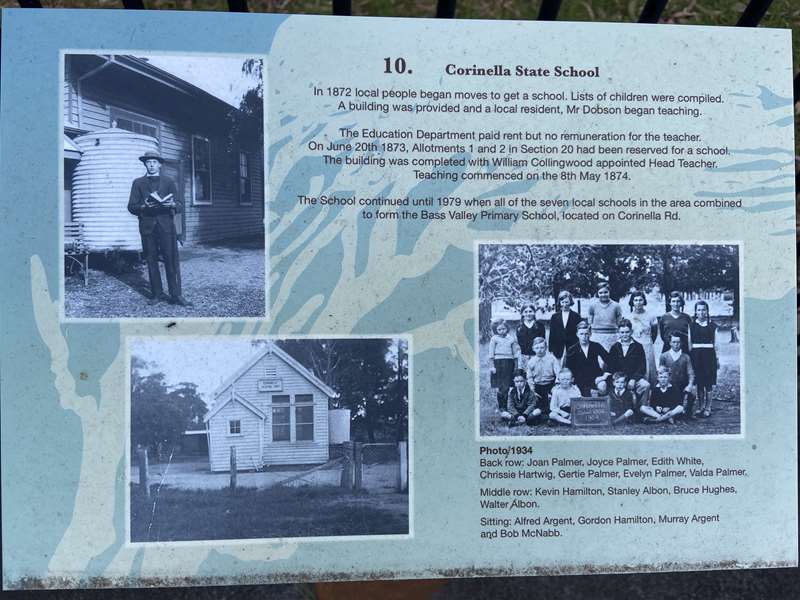 10. Corinella State School
In 1872 local people began moves to get a school. Lists of children were compiled.
A building was provided and a local resident, Mr Dobson began teaching.
The Education Department paid rent but no remuneration for the teacher.
On June 20th 1873, Allotments 1 and 2 in Section 20 had been reserved for a school.
The building was completed with William Collingwood appointed Head Teacher.
Teaching commenced on the 8th May 1874.
The School continued until 1979 when all of the seven local schools in the area combined
to form the Bass Valley Primary School, located on Corinella Rd.
Photo 1934
Back row: Joan Palmer, Joyce Palmer, Edith White,
Chrissie Hartwig, Gertie Palmer, Evelyn Palmer, Valda Palmer.
Middle row: Kevin Hamilton, Stanley Albon, Bruce Hughes,
Walter Albon.
Sitting: Alfred Argent, Gordon Hamilton, Murray Argent
and Bob McNabb.